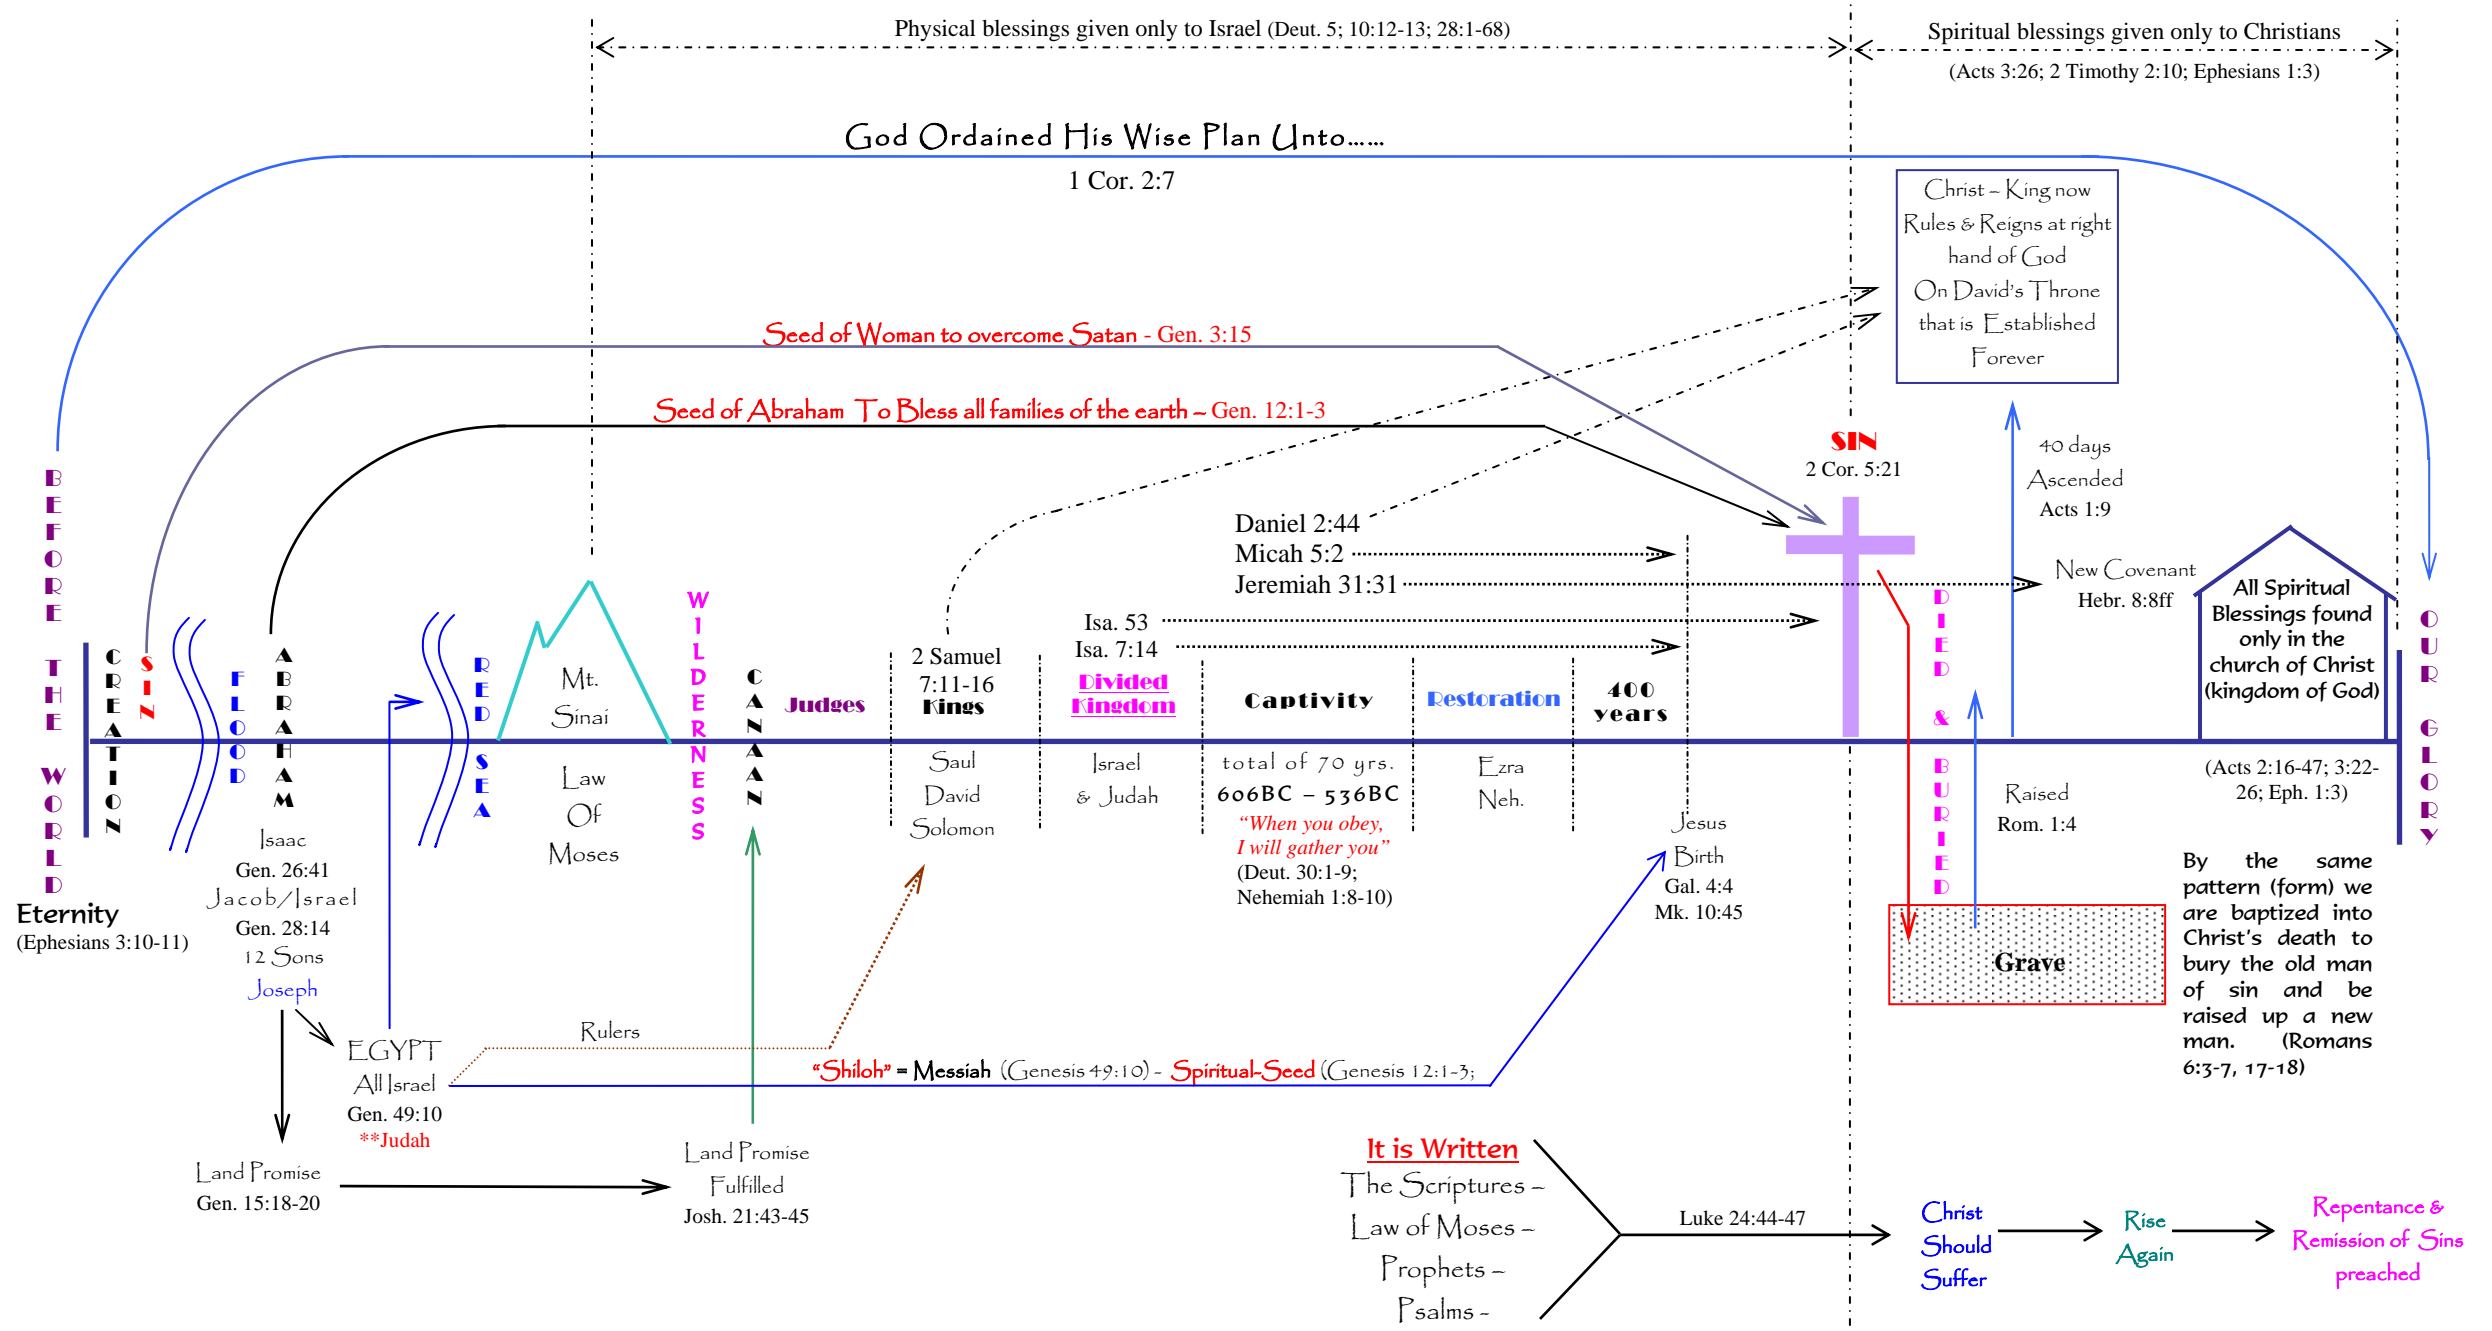 Physical blessings given only to Israel (Deut. 5; 10:12-13; 28:1-68)
Spiritual blessings given only to Christians
(Acts 3:26; 2 Timothy 2:10; Ephesians 1:3)
God Ordained His Wise Plan Unto……
1 Cor. 2:7
Christ – King now
Rules & Reigns at right
hand of God
On David's Throne
that is Established
Forever
Seed of Woman to overcome Satan - Gen. 3:15
Seed of Abraham To Bless all families of the earth – Gen. 12:1-3
SIN
2 Cor. 5:21
40 days
Ascended
Acts 1:9
BEFORE THE WORLD
Eternity
(Ephesians 3:10-11)
CREATION
SIN
FLOOD
ABRAHAM
Isaac
Gen. 26:41
Jacob/Israel
Gen. 28:14
12 Sons
Joseph
EGYPT
All Israel
Gen. 49:10
**Judah
Land Promise
Gen. 15:18-20
RED SEA
Mt.
Sinai
Law
Of
Moses
WILDERNESS
CANAAN
Land Promise
Fulfilled
Josh. 21:43-45
Judges
2 Samuel
7:11-16
Kings
Saul
David
Solomon
Rulers
Daniel 2:44
Micah 5:2
Jeremiah 31:31
Isa. 53
Isa. 7:14
Divided
Kingdom
Israel
& Judah
Captivity
total of 70 yrs.
606BC – 536BC
“When you obey,
I will gather you”
(Deut. 30:1-9;
Nehemiah 1:8-10)
Restoration
Ezra
Neh.
400
years
Jesus
Birth
Gal. 4:4
Mk. 10:45
“Shiloh” = Messiah (Genesis 49:10) - Spiritual-Seed (Genesis 12:1-3;
DIED & BURIED
New Covenant
Hebr. 8:8ff
Raised
Rom. 1:4
Grave
All Spiritual
Blessings found
only in the
church of Christ
(kingdom of God)
(Acts 2:16-47; 3:22-
26; Eph. 1:3)
By the same
pattern (form) we
are baptized into
Christ's death to
bury the old man
of sin and be
raised up a new
man. (Romans
6:3-7, 17-18)
OUR GLORY
It is Written
The Scriptures –
Law of Moses –
Prophets –
Psalms -
Luke 24:44-47
Christ
Should
Suffer
Rise
Again
Repentance &
Remission of Sins
preached